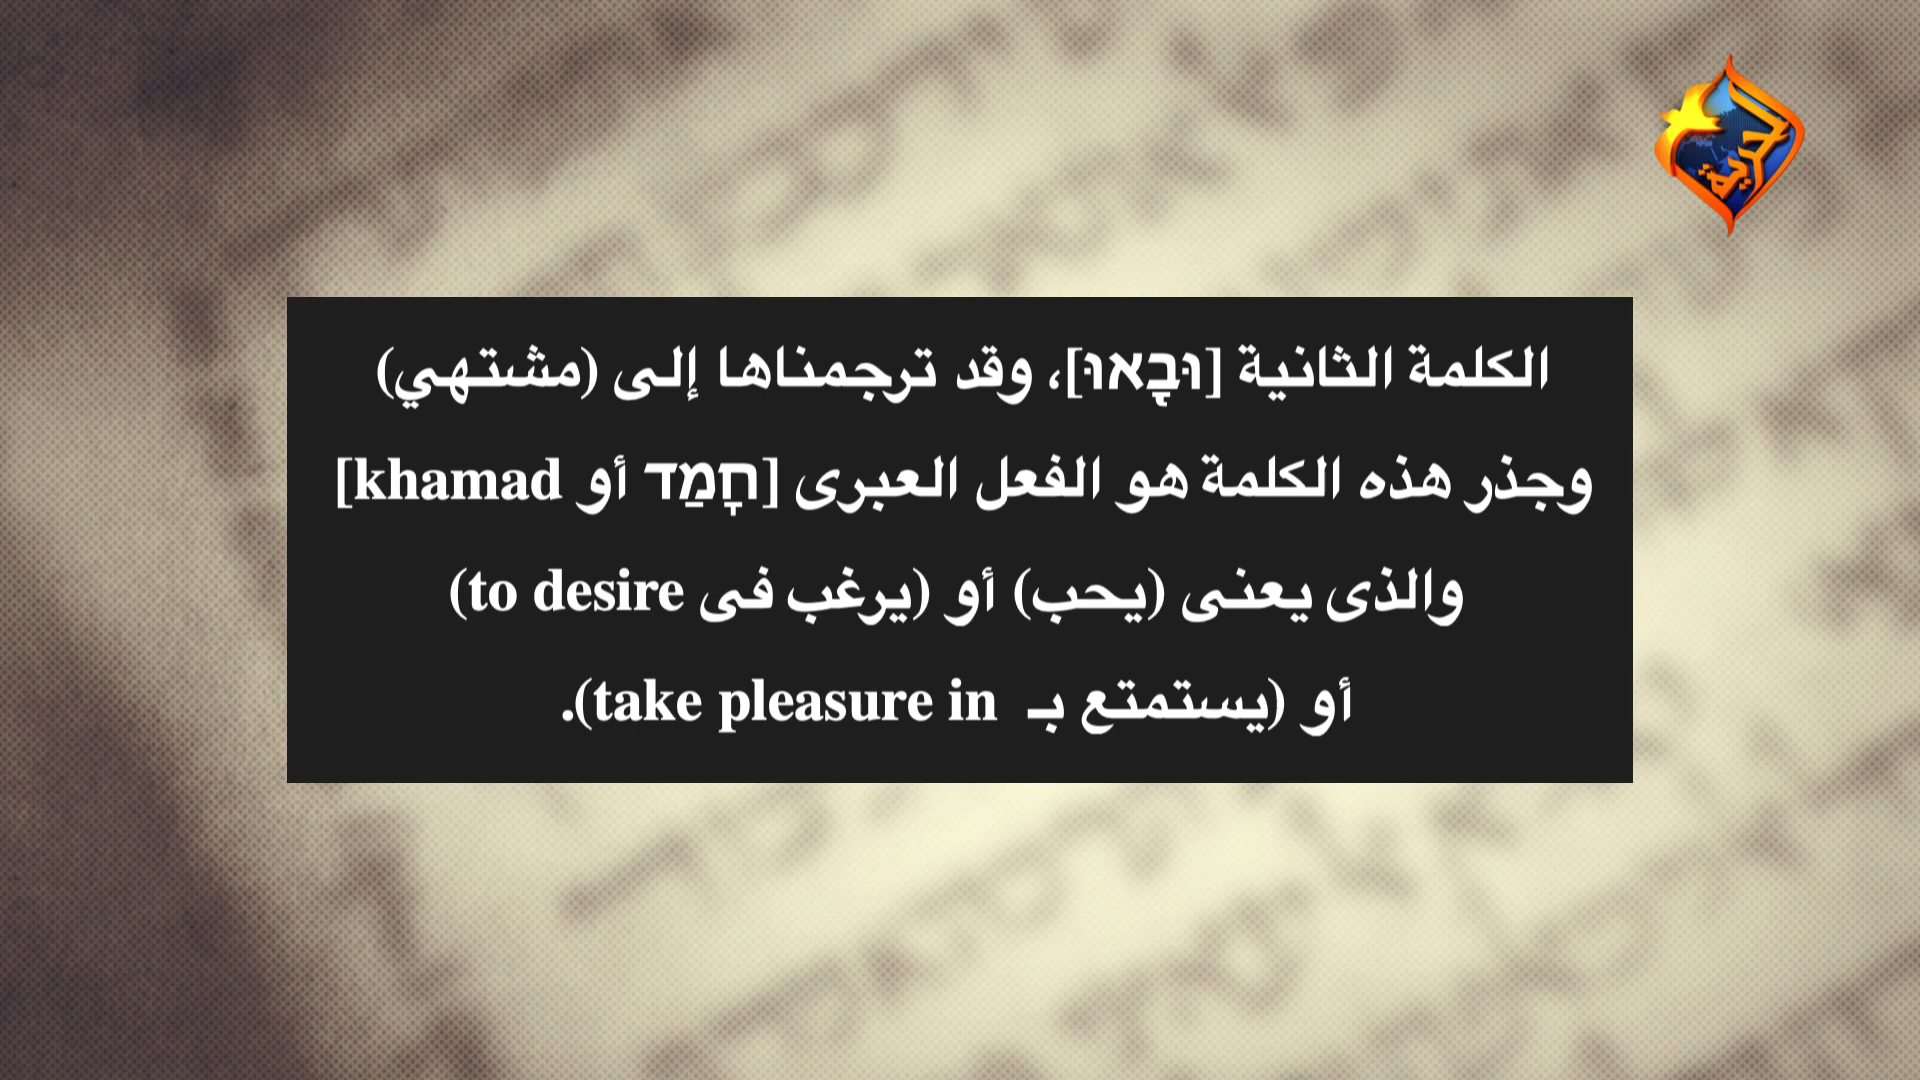 الحرية
الكلمة الثانية [וּבָ֖אוּ]، وقد ترجمناها إلى (مشتهي)
وجذر هذه الكلمة هو الفعل العبرى [חָמַד أو khamad]
والذى يعنى (يحب) أو (يرغب فى to desire)
أو (يستمتع بـ take pleasure in).